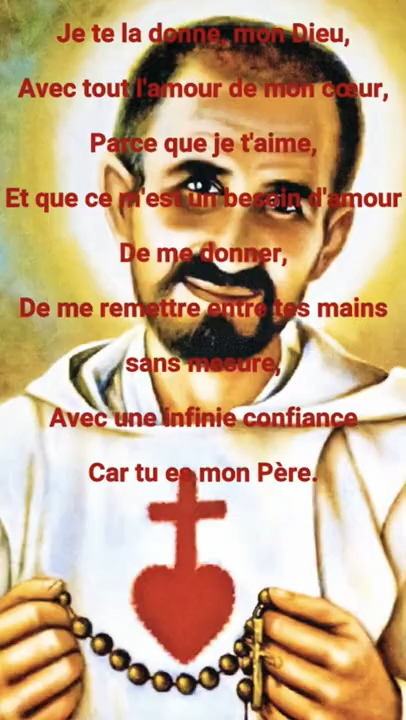 Je te la donne, mon Dieu,
Avec tout l'amour de mon cœur,
Parce que je t'aime,
Et que ce m'est un besoin d'amour
De me donner,
De me remettre entre tes mains
sans mesure,
Avec une infinie confiance
Car tu es mon Père.